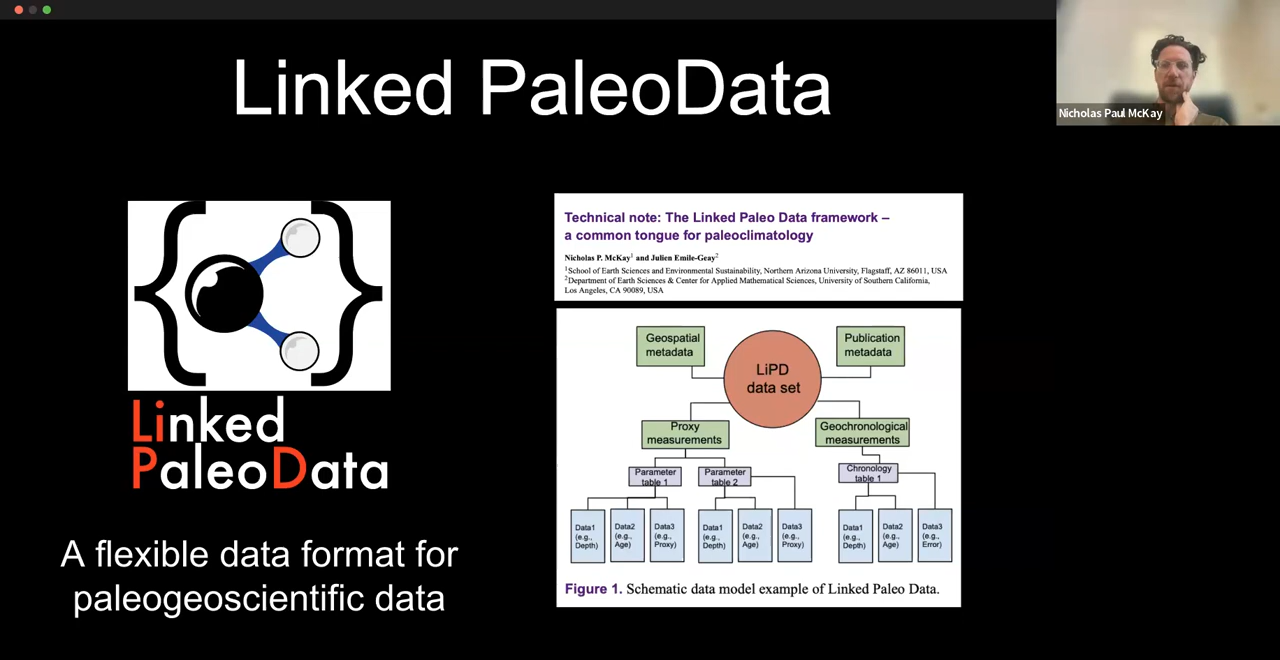 Linked PaleoData
Nicholas Paul McKay
Linked
PaleoData
A flexible data format for
paleogeoscientific data
Technical note: The Linked Paleo Data framework –
a common tongue for paleoclimatology
Nicholas P. McKay1 and Julien Emile-Geay2
1School of Earth Sciences and Environmental Sustainability, Northern Arizona University, Flagstaff, AZ 86011, USA
2Department of Earth Sciences & Center for Applied Mathematical Sciences, University of Southern California,
Los Angeles, CA 90089, USA
Geospatial
metadata
LiPD
data set
Publication
metadata
Proxy
measurements
Geochronological
measurements
Parameter
table 1
Parameter
table 2
Chronology
table 1
Data1
(e.g.,
Depth)
Data2
(e.g.,
Age)
Data3
(e.g.,
Proxy)
Data1
(e.g.,
Depth)
Data2
(e.g.,
Age)
Data3
(e.g.,
Proxy)
Data1
(e.g.,
Depth)
Data2
(e.g.,
Age)
Data3
(e.g.,
Error)
Figure 1. Schematic data model example of Linked Paleo Data.